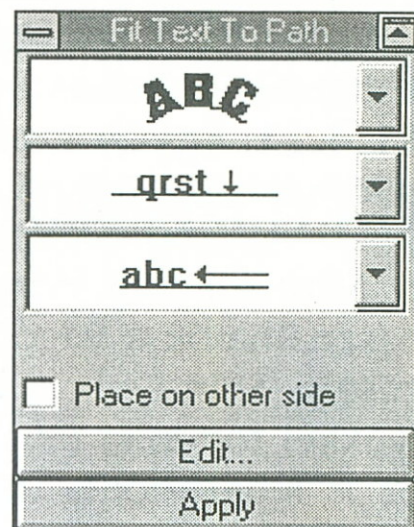 Fit Text To Path
ABC
qrst ↓
abc ←
Place on other side
Edit...
Apply